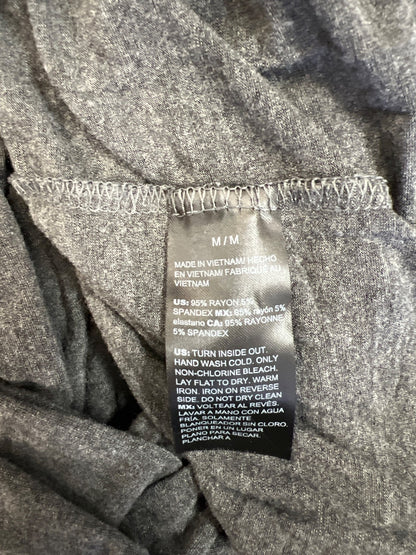 M / M
MADE IN VIETNAM/ HECHO
EN VIETNAM/ FABRIQUÉ AU
VIETNAM
US: 95% RAYON 5%
SPANDEX MX: 95% rayón 5%
elastano CA: 95% RAYONNE
5% SPANDEX
US: TURN INSIDE OUT.
HAND WASH COLD. ONLY
NON-CHLORINE BLEACH.
LAY FLAT TO DRY. WARM
IRON. IRON ON REVERSE
SIDE. DO NOT DRY CLEAN
MX: VOLTEAR AL REVÉS.
LAVAR A MANO CON AGUA
FRÍA. SOLAMENTE
BLANQUEADOR SIN CLORO.
PONER EN UN LUGAR
PLANO PARA SECAR.
PLANCHAR A